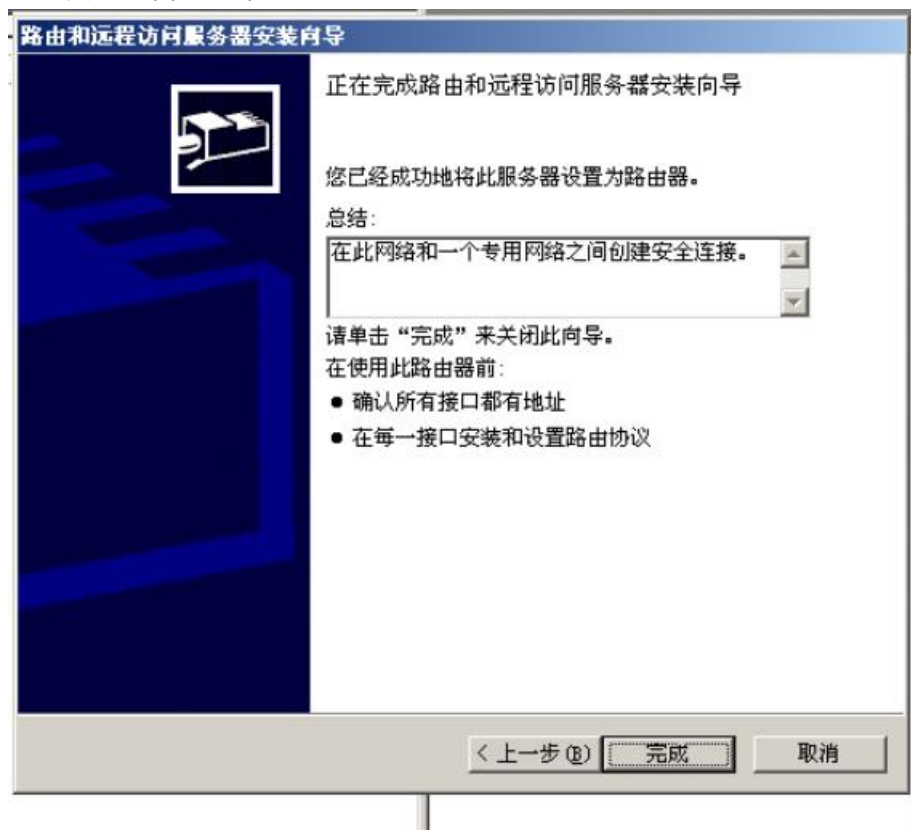 路由和远程访问服务器安装向导
正在完成路由和远程访问服务器安装向导
您已经成功地将此服务器设置为路由器。
总结:
在此网络和一个专用网络之间创建安全连接。
请单击“完成”来关闭此向导。
在使用此路由器前:
● 确认所有接口都有地址
● 在每一接口安装和设置路由协议
< 上一步(B)
完成
取消